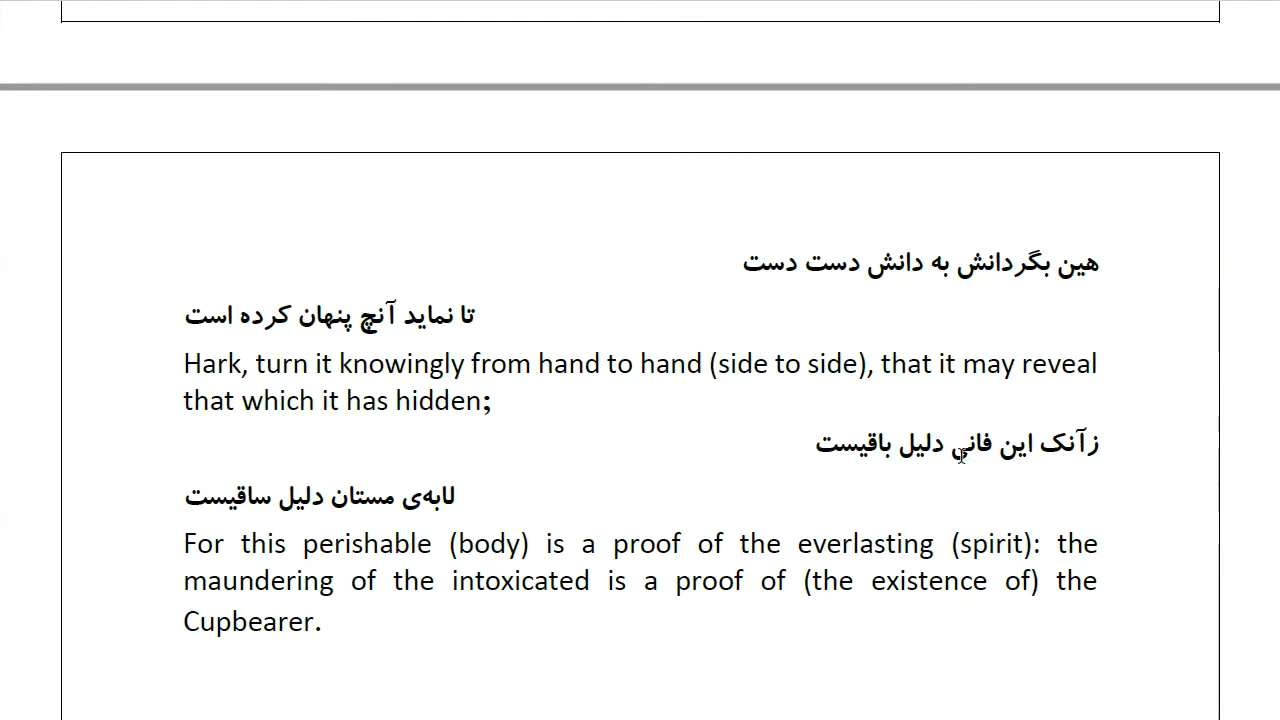 هین بگردانش به دانش دست دست
تا نماید آنچ پنهان کرده است
Hark, turn it knowingly from hand to hand (side to side), that it may reveal
that which it has hidden;
زآنک این فانی دلیل باقیست
لابه‌ی مستان دلیل ساقیست
For this perishable (body) is a proof of the everlasting (spirit): the
maundering of the intoxicated is a proof of (the existence of) the
Cupbearer.